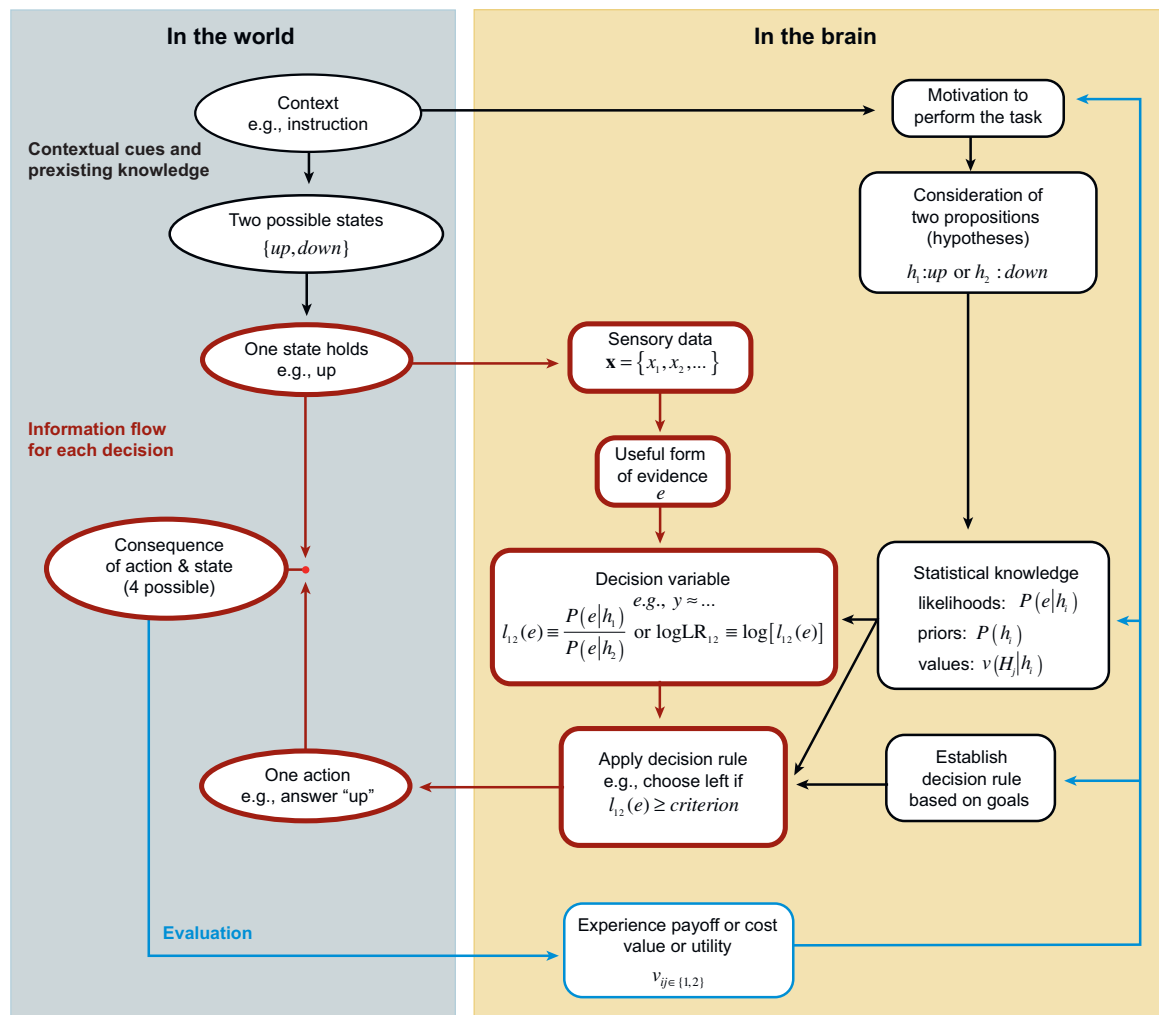 In the world
In the brain
Context
e.g., instruction
Motivation to
perform the task
Contextual cues and
prexisting knowledge
Two possible states
{up, down}
Consideration of
two propositions
(hypotheses)
h₁:up or h₂ : down
One state holds
e.g., up
Sensory data
x = {x₁, x₂,... }
Information flow
for each decision
Useful form
of evidence
e
Consequence
of action & state
(4 possible)
Decision variable
e.g., y ≈ ...
l₁₂(e) ≡ P(e|h₁) / P(e|h₂) or logLR₁₂ ≡ log[l₁₂(e)]
Statistical knowledge
likelihoods: P(e|hᵢ)
priors: P(hᵢ)
values: v(Hⱼ|hᵢ)
One action
e.g., answer “up”
Apply decision rule
e.g., choose left if
l₁₂(e) ≥ criterion
Establish
decision rule
based on goals
Evaluation
Experience payoff or cost
value or utility
v_{ij∈{1,2}}